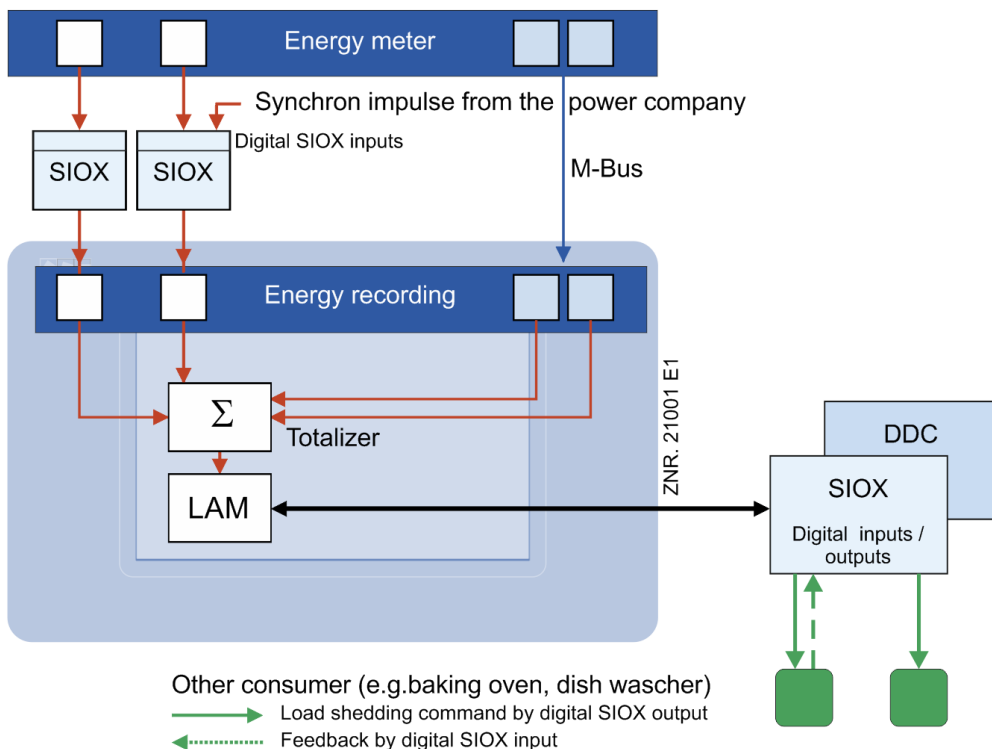 Energy meter
Synchron impulse from the power company
Digital SIOX inputs
SIOX
SIOX
M-Bus
Energy recording
Σ
Totalizer
LAM
ZNR. 21001 E1
DDC
SIOX
Digital inputs /
outputs
Other consumer (e.g.baking oven, dish wascher)
Load shedding command by digital SIOX output
Feedback by digital SIOX input